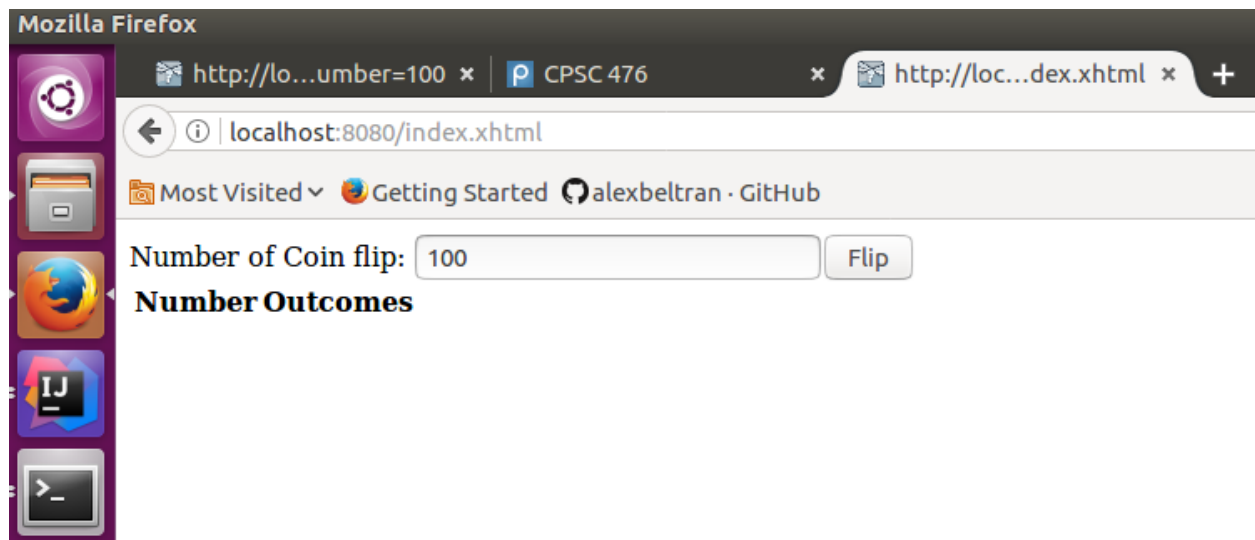 Mozilla Firefox
http://lo...umber=100 × CPSC 476 × http://loc...dex.xhtml × +
localhost:8080/index.xhtml
Most Visited Getting Started alexbeltran · GitHub
Number of Coin flip: 100 Flip
Number Outcomes
IJ
>_